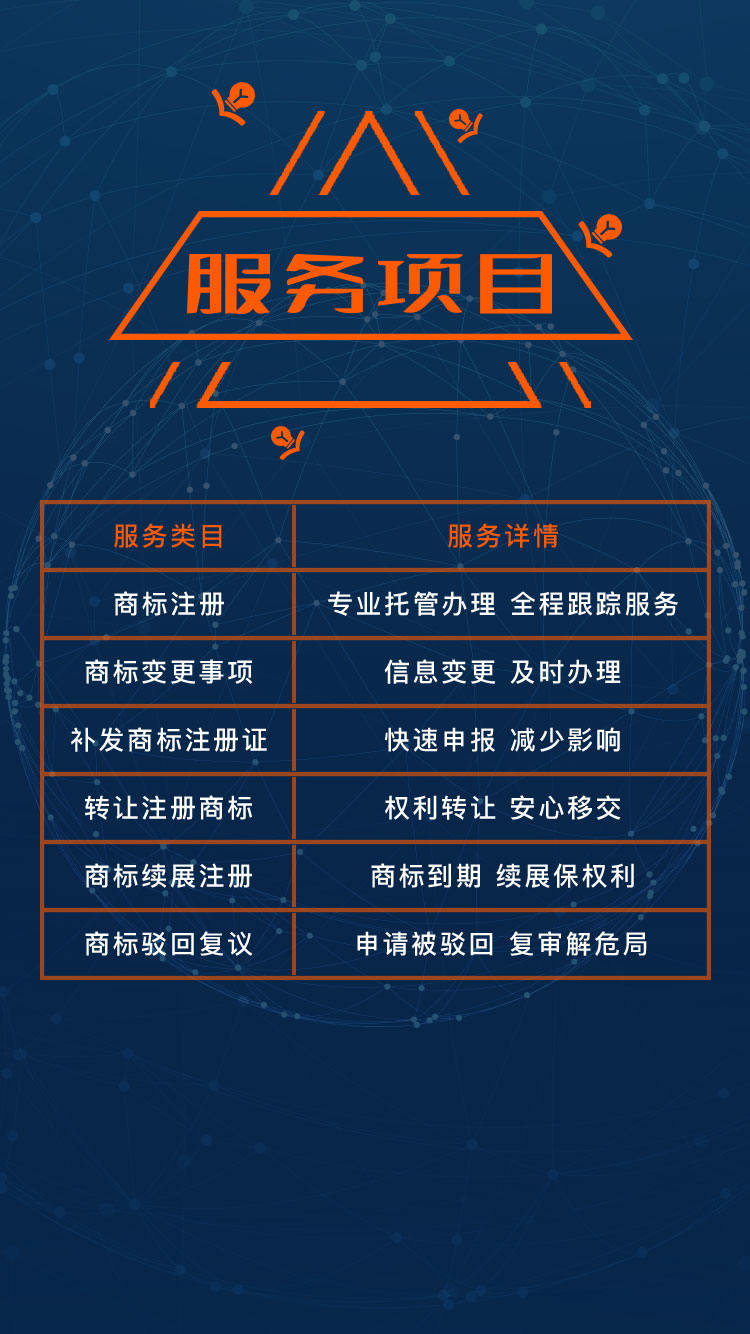 服务项目
服务类目 服务详情
商标注册 专业托管办理 全程跟踪服务
商标变更事项 信息变更 及时办理
补发商标注册证 快速申报 减少影响
转让注册商标 权利转让 安心移交
商标续展注册 商标到期 续展保权利
商标驳回复议 申请被驳回 复审解危局